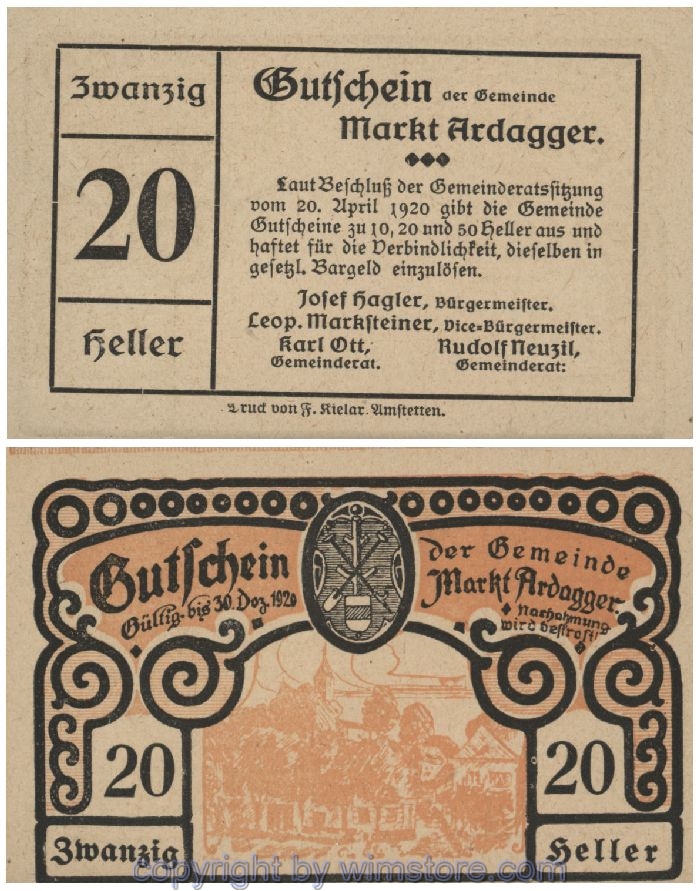 Zwanzig
20
Heller
Gutschein der Gemeinde
Markt Ardagger.
Laut Beschluß der Gemeinderatssitzung
vom 20. April 1920 gibt die Gemeinde
Gutscheine zu 10, 20 und 50 Heller aus und
haftet für die Verbindlichkeit, dieselben in
gesetzl. Bargeld einzulösen.
Josef Hagler, Bürgermeister.
Leop. Marksteiner, Vice-Bürgermeister.
Karl Ott, Rudolf Neuzil,
Gemeinderat. Gemeinderat:
Druck von F. Kielar Amstetten.
Gutschein
Gültig bis 30. Dez. 1920
der Gemeinde
Markt Ardagger.
Nachahmung
wird bestraft!
20 20
Zwanzig Heller
copyright by wimstore.com